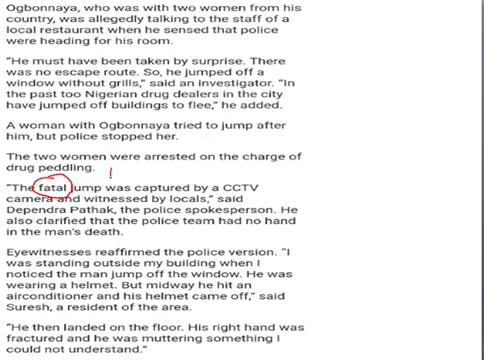 Ogbonnaya, who was with two women from his
country, was allegedly talking to the staff of a
local restaurant when he sensed that police
were heading for his room.
"He must have been taken by surprise. There
was no escape route. So, he jumped off a
window without grills," said an investigator. "In
the past too Nigerian drug dealers in the city
have jumped off buildings to flee," he added.
A woman with Ogbonnaya tried to jump after
him, but police stopped her.
The two women were arrested on the charge of
drug peddling.
"The fatal jump was captured by a CCTV
camera and witnessed by locals," said
Dependra Pathak, the police spokesperson. He
also clarified that the police team had no hand
in the man's death.
Eyewitnesses reaffirmed the police version. "I
was standing outside my building when I
noticed the man jump off the window. He was
wearing a helmet. But midway he hit an
airconditioner and his helmet came off," said
Suresh, a resident of the area.
"He then landed on the floor. His right hand was
fractured and he was muttering something I
could not understand."